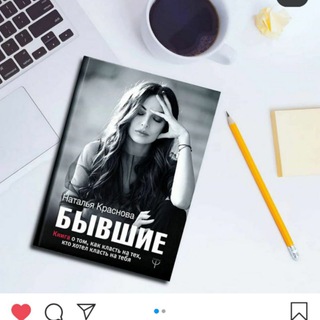 Наталья Краснова
БЫВШИЕ
Книга о том, как класть на тех,
кто хотел класть на тебя